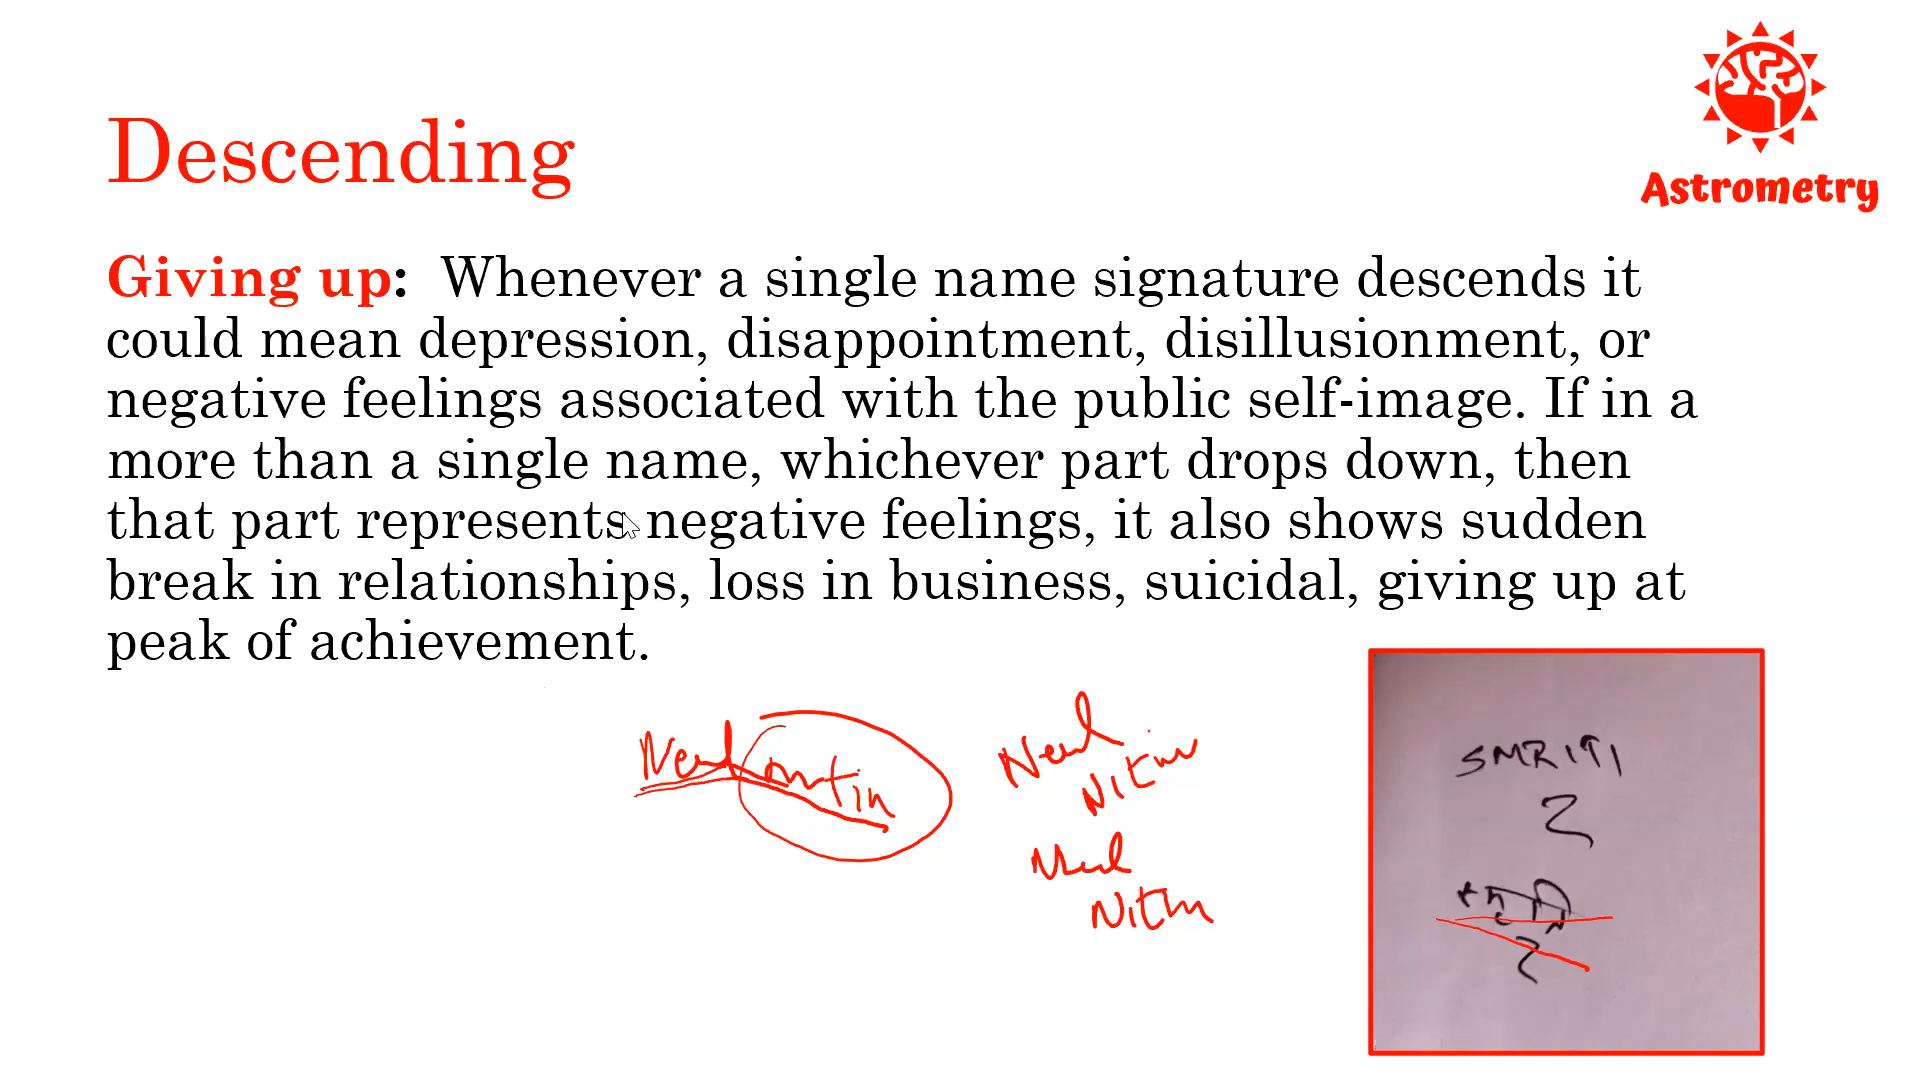 Descending
Astrometry
Giving up: Whenever a single name signature descends it
could mean depression, disappointment, disillusionment, or
negative feelings associated with the public self-image. If in a
more than a single name, whichever part drops down, then
that part represents negative feelings, it also shows sudden
break in relationships, loss in business, suicidal, giving up at
peak of achievement.
SMRITI
2
स्मृति
2